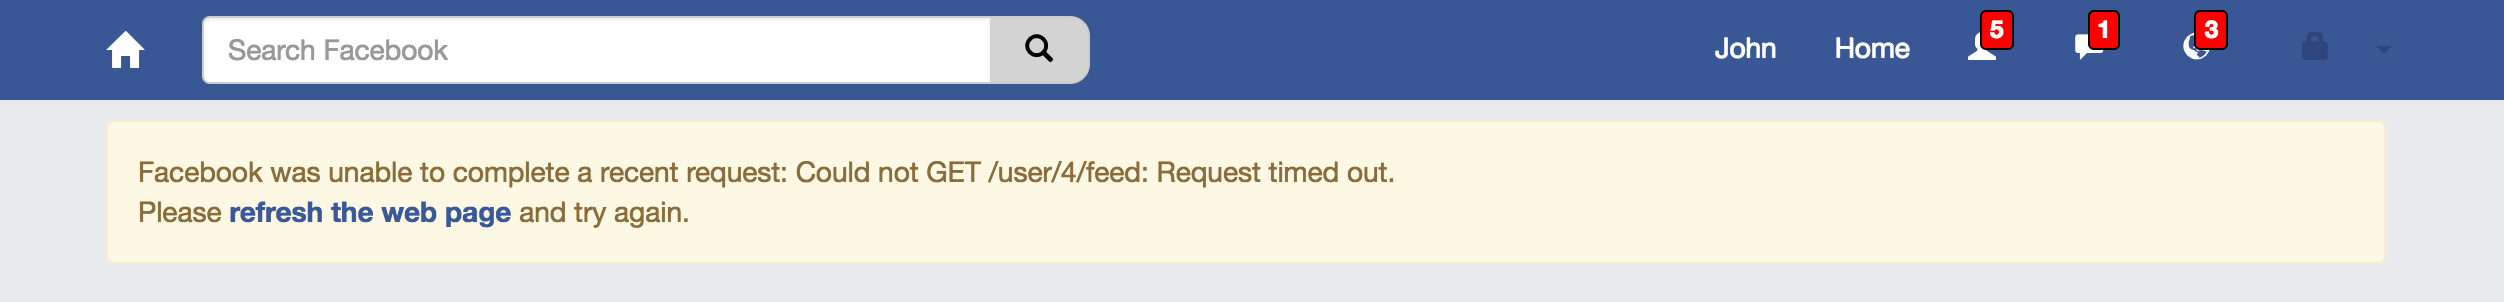 Search Facebook
John
Home
5
1
3
Facebook was unable to complete a recent request: Could not GET /user/4/feed: Request timed out.
Please refresh the web page and try again.